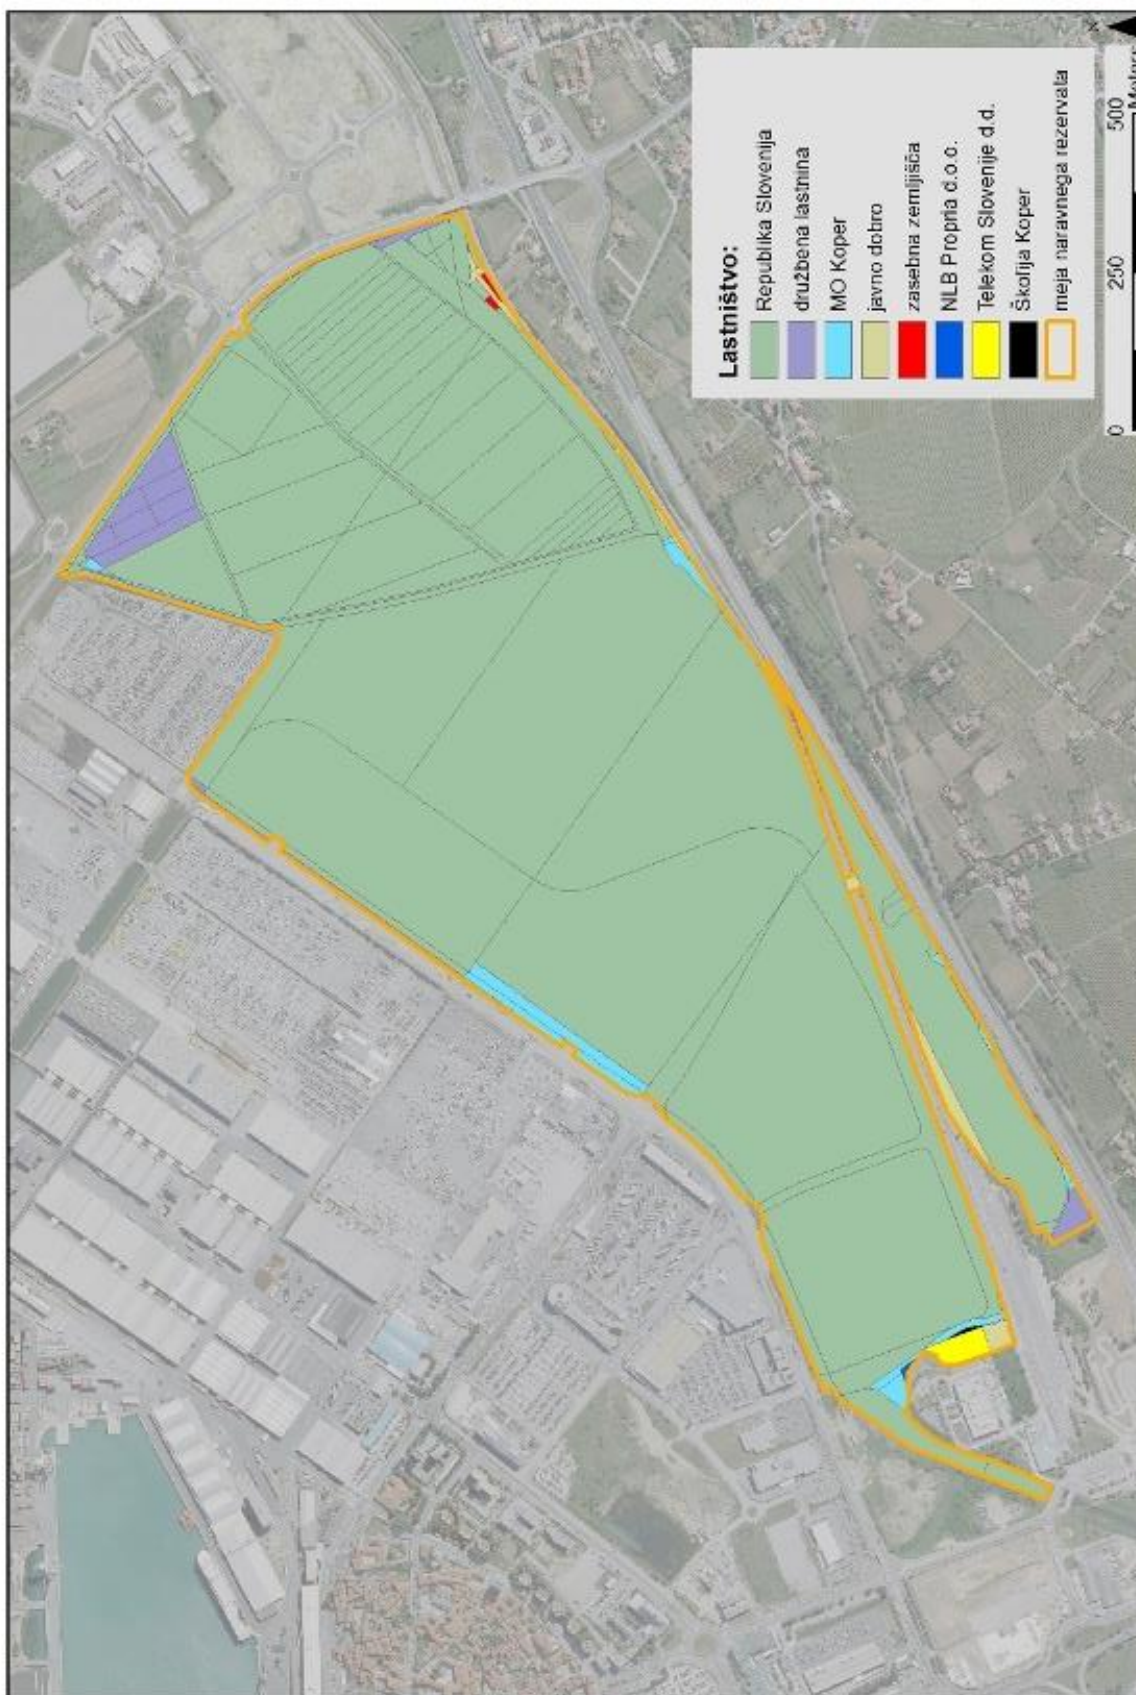 Lastništvo:
Republika Slovenija
družbena lastnina
MO Koper
javno dobro
zasebna zemljišča
NLB Propria d.o.o.
Telekom Slovenije d.d.
Škofija Koper
meja naravnega rezervata
0 250 500